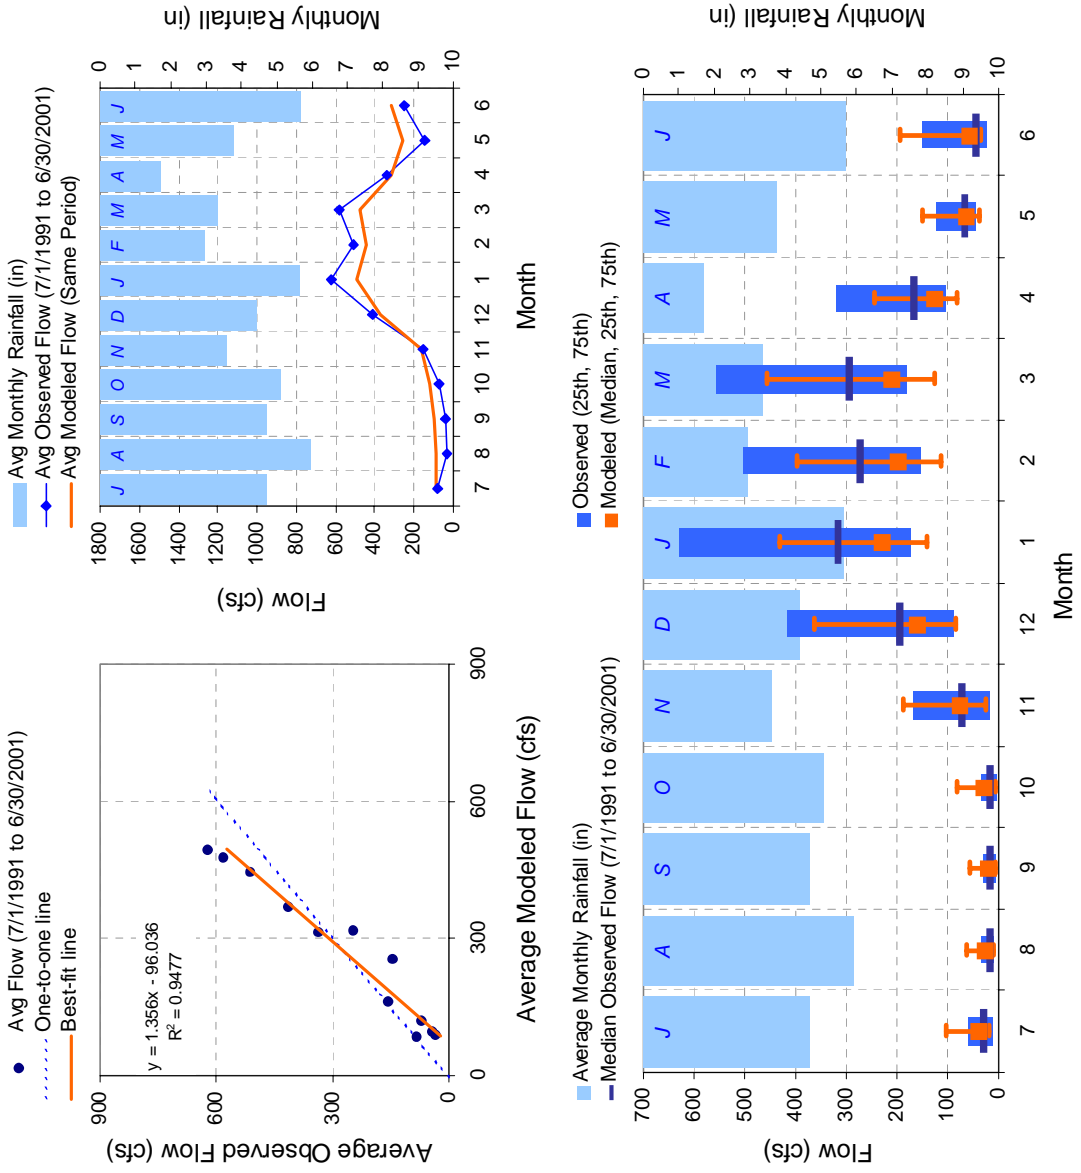 Avg Flow (7/1/1991 to 6/30/2001)
One-to-one line
Best-fit line
y = 1.356x - 96.036
R² = 0.9477
900
600
300
0
0
300
600
900
Average Observed Flow (cfs)
Average Modeled Flow (cfs)
Avg Monthly Rainfall (in)
Avg Observed Flow (7/1/1991 to 6/30/2001)
Avg Modeled Flow (Same Period)
J A S O N D J F M A M J
1800
1600
1400
1200
1000
800
600
400
200
0
0
1
2
3
4
5
6
7
8
9
10
7 8 9 10 11 12 1 2 3 4 5 6
Flow (cfs)
Month
Monthly Rainfall
(in)
Average Monthly Rainfall (in)
Median Observed Flow (7/1/1991 to 6/30/2001)
Observed (25th, 75th)
Modeled (Median, 25th, 75th)
J A S O N D J F M A M J
700
600
500
400
300
200
100
0
0
1
2
3
4
5
6
7
8
9
10
7 8 9 10 11 12 1 2 3 4 5 6
Flow (cfs)
Month
Monthly Rainfall
(in)